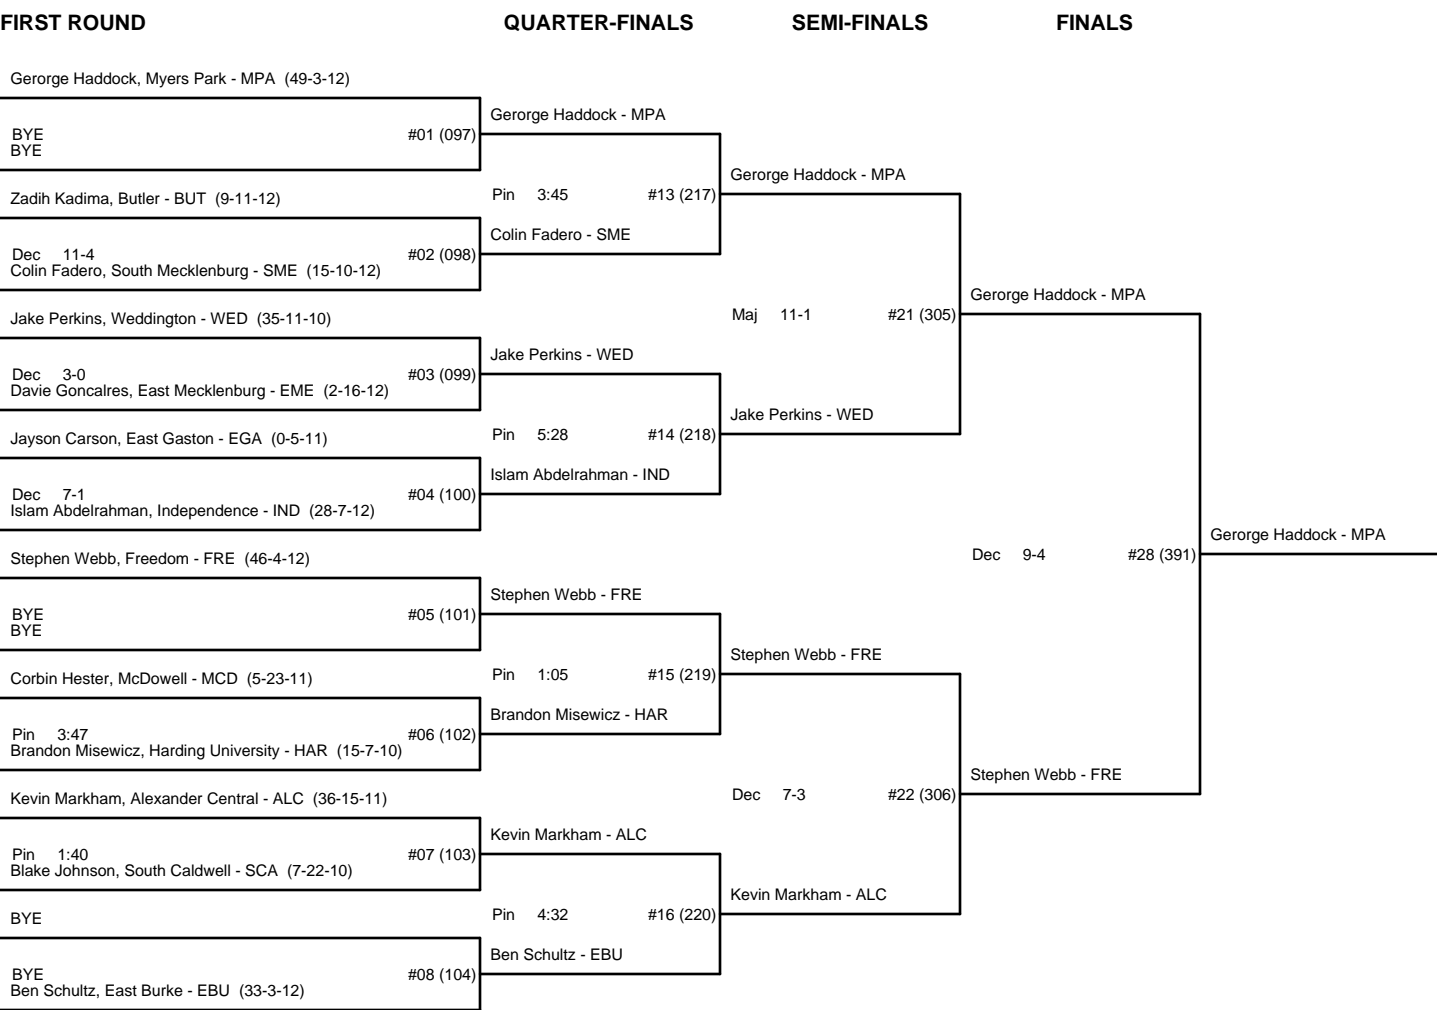 FIRST ROUND QUARTER-FINALS SEMI-FINALS FINALS
Gerorge Haddock, Myers Park - MPA (49-3-12)
BYE #01 (097)
BYE
Zadih Kadima, Butler - BUT (9-11-12)
Dec 11-4 #02 (098)
Colin Fadero, South Mecklenburg - SME (15-10-12)
Jake Perkins, Weddington - WED (35-11-10)
Dec 3-0 #03 (099)
Davie Goncalres, East Mecklenburg - EME (2-16-12)
Jayson Carson, East Gaston - EGA (0-5-11)
Dec 7-1 #04 (100)
Islam Abdelrahman, Independence - IND (28-7-12)
Stephen Webb, Freedom - FRE (46-4-12)
BYE #05 (101)
BYE
Corbin Hester, McDowell - MCD (5-23-11)
Pin 3:47 #06 (102)
Brandon Misewicz, Harding University - HAR (15-7-10)
Kevin Markham, Alexander Central - ALC (36-15-11)
Pin 1:40 #07 (103)
Blake Johnson, South Caldwell - SCA (7-22-10)
BYE
BYE #08 (104)
Ben Schultz, East Burke - EBU (33-3-12)
Gerorge Haddock - MPA
Pin 3:45 #13 (217)
Colin Fadero - SME
Jake Perkins - WED
Pin 5:28 #14 (218)
Islam Abdelrahman - IND
Stephen Webb - FRE
Pin 1:05 #15 (219)
Brandon Misewicz - HAR
Kevin Markham - ALC
Pin 4:32 #16 (220)
Ben Schultz - EBU
Gerorge Haddock - MPA
Maj 11-1 #21 (305)
Jake Perkins - WED
Stephen Webb - FRE
Dec 7-3 #22 (306)
Kevin Markham - ALC
Gerorge Haddock - MPA
Dec 9-4 #28 (391)
Stephen Webb - FRE
Gerorge Haddock - MPA